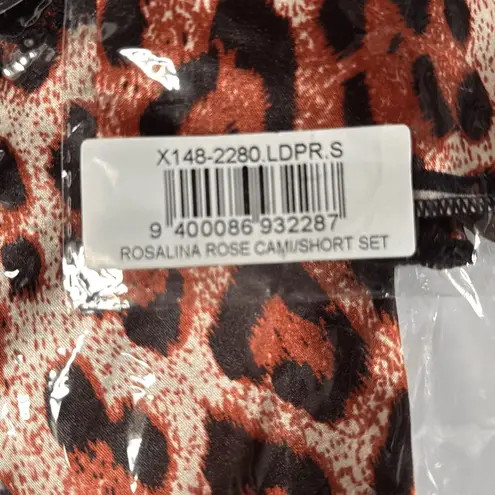 X148-2280.LDPR.S
9 400086 932287
ROSALINA ROSE CAMI/SHORT SET